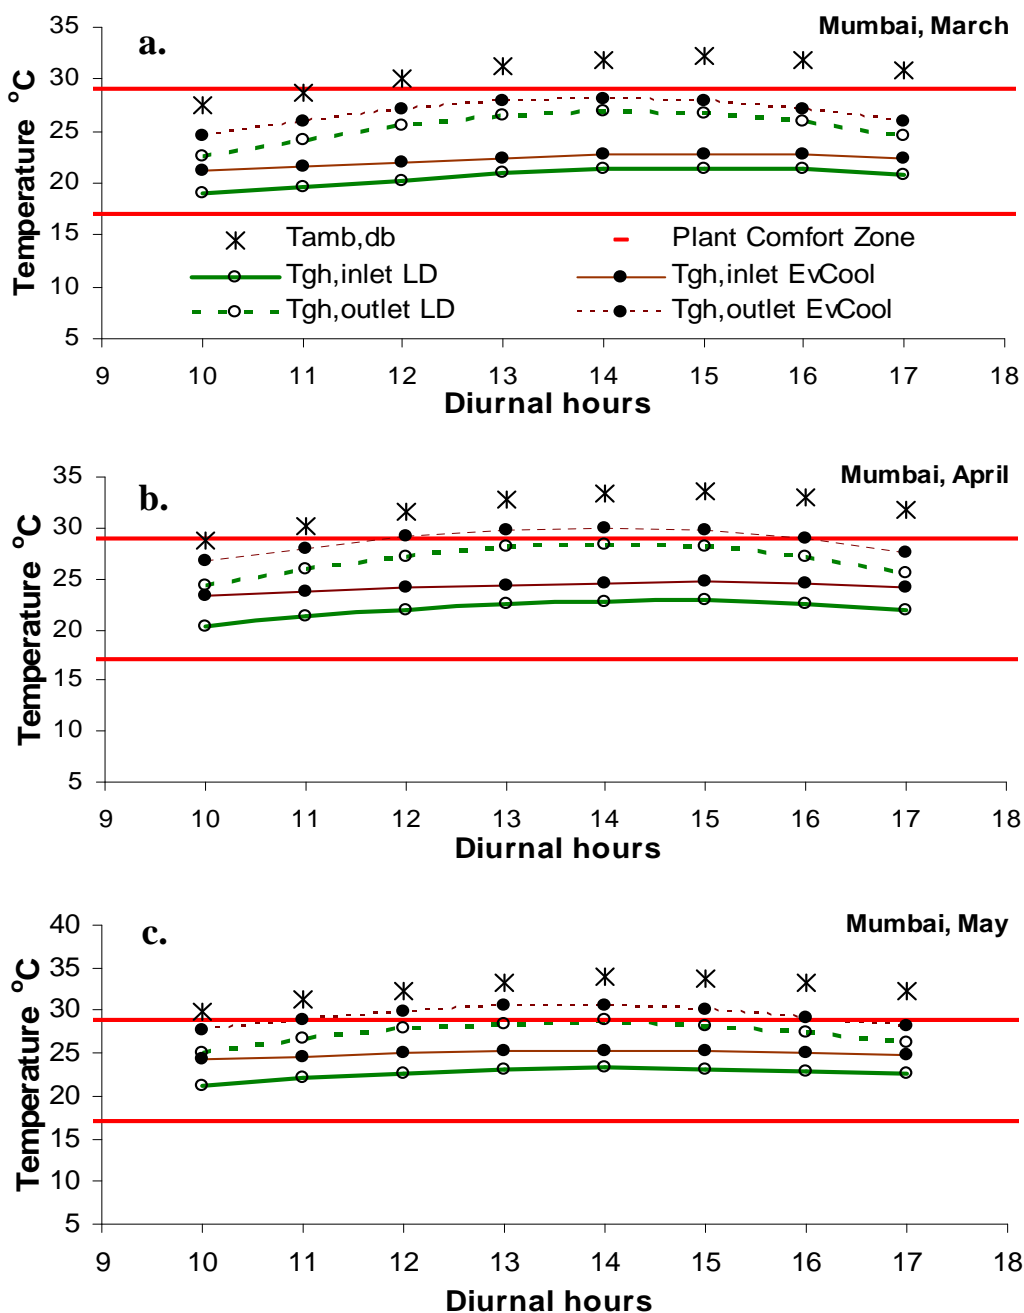 a.
Mumbai, March
Temperature °C
35
30
25
20
15
10
5
Tamb,db
Plant Comfort Zone
Tgh,inlet LD
Tgh,inlet EvCool
Tgh,outlet LD
Tgh,outlet EvCool
9 10 11 12 13 14 15 16 17 18
Diurnal hours
b.
Mumbai, April
Temperature °C
35
30
25
20
15
10
5
9 10 11 12 13 14 15 16 17 18
Diurnal hours
c.
Mumbai, May
Temperature °C
40
35
30
25
20
15
10
5
9 10 11 12 13 14 15 16 17 18
Diurnal hours